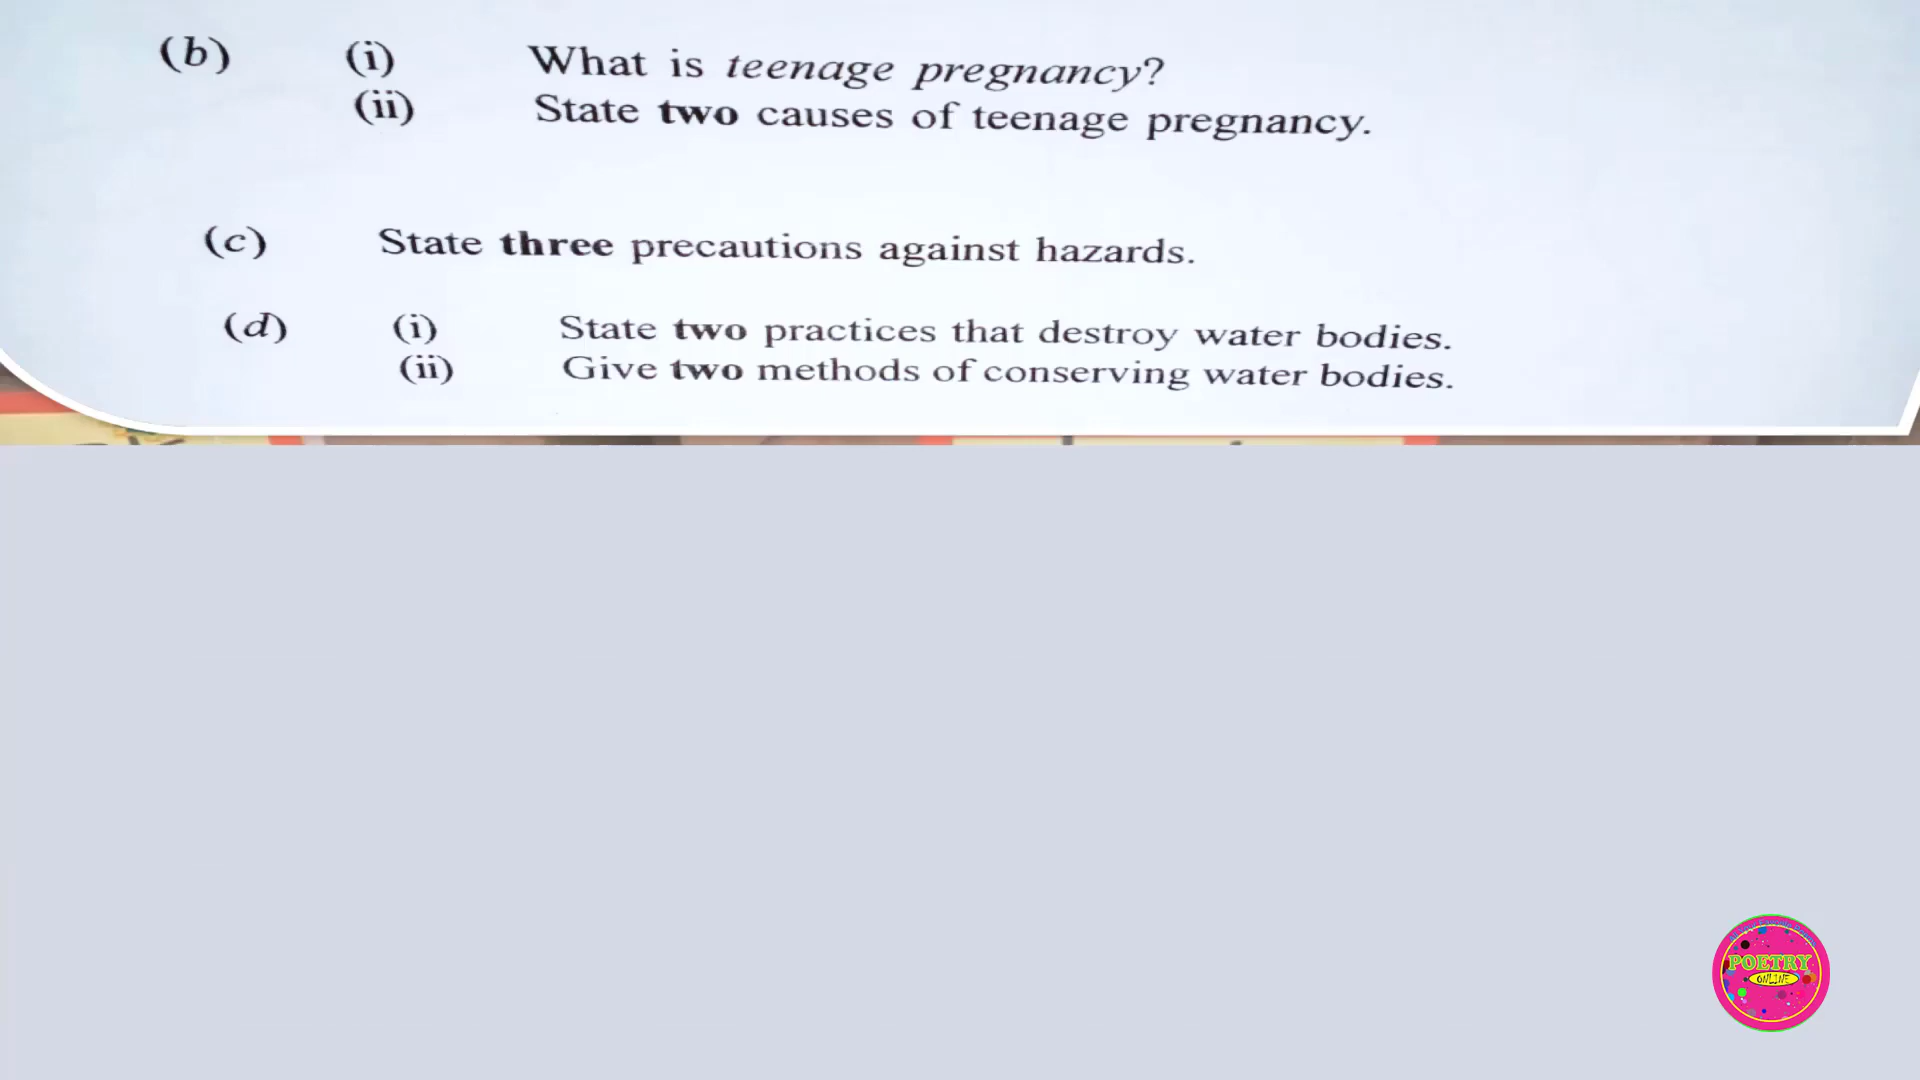 (b) (i) What is teenage pregnancy?
(ii) State two causes of teenage pregnancy.
(c) State three precautions against hazards.
(d) (i) State two practices that destroy water bodies.
(ii) Give two methods of conserving water bodies.
POETRY
ONLINE